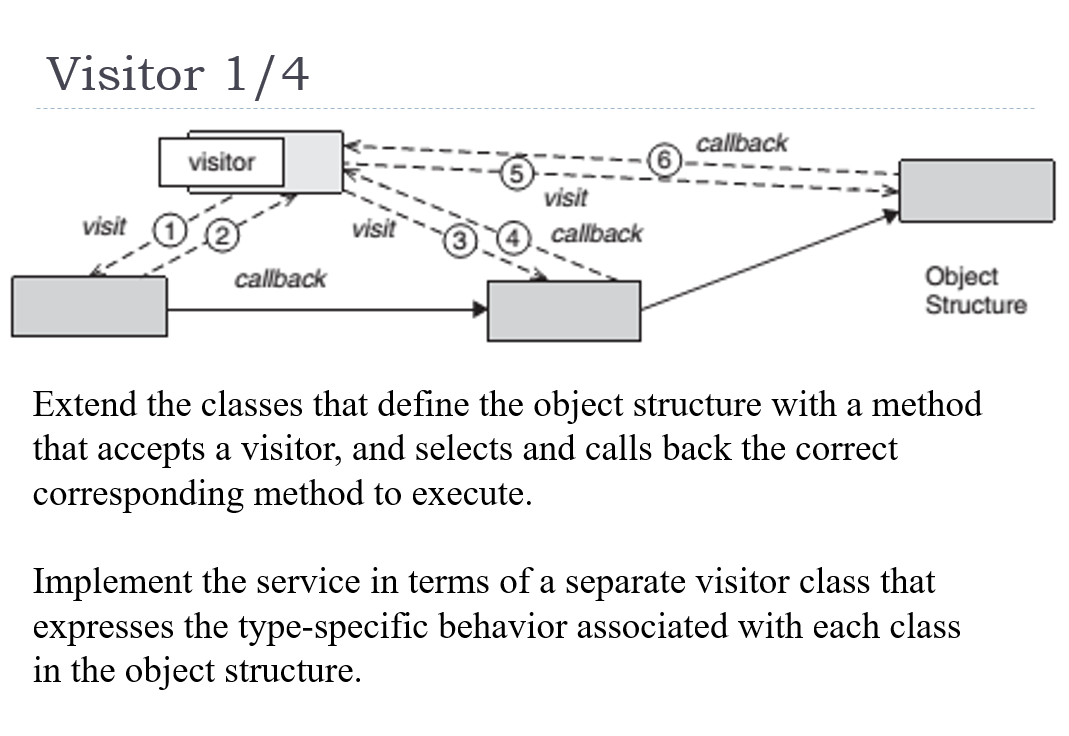 Visitor 1/4
visitor
callback
6
5
visit
visit
1
2
visit
3
4
callback
callback
Object
Structure
Extend the classes that define the object structure with a method
that accepts a visitor, and selects and calls back the correct
corresponding method to execute.
Implement the service in terms of a separate visitor class that
expresses the type-specific behavior associated with each class
in the object structure.